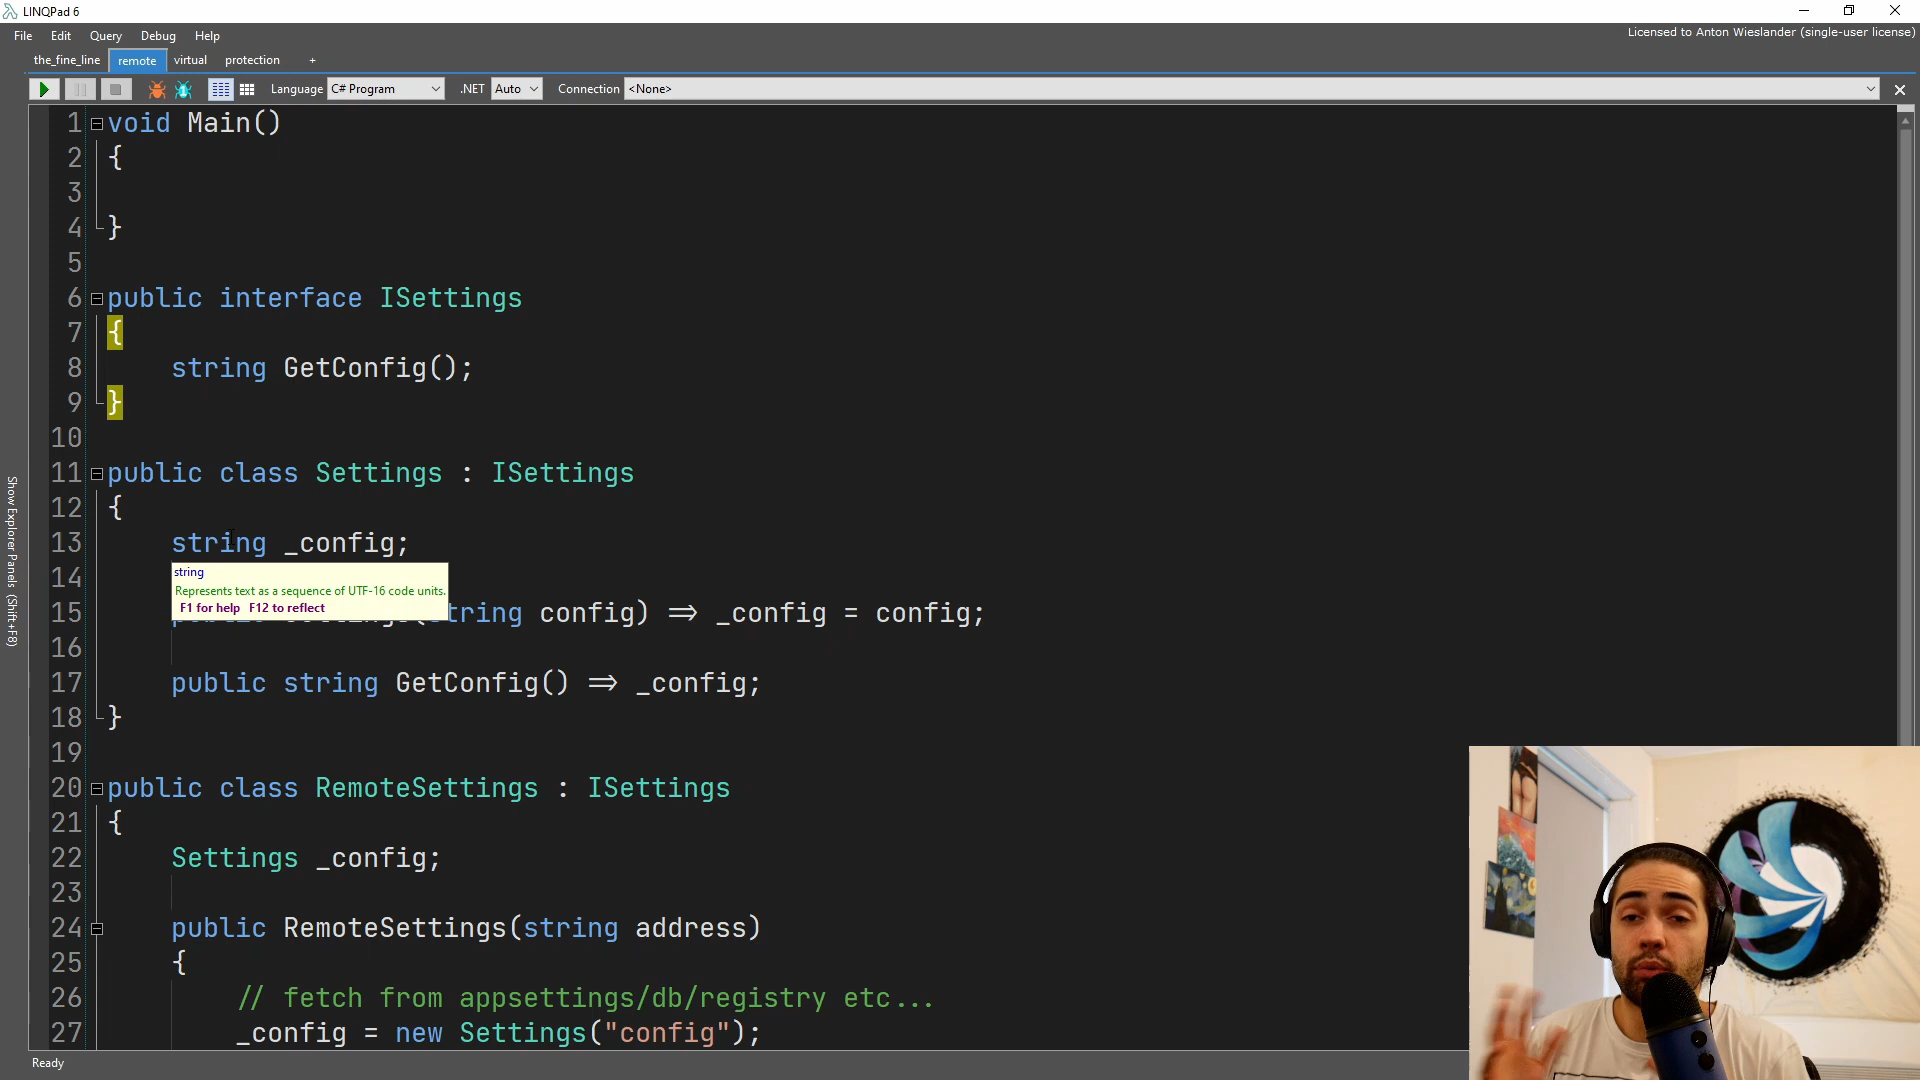 LINQPad 6
File Edit Query Debug Help
Licensed to Anton Wieslander (single-user license)
the_fine_line remote virtual protection +
Language C# Program .NET Auto Connection <None>
1 void Main()
2 {
3
4 }
5
6 public interface ISettings
7 {
8 string GetConfig();
9 }
10
11 public class Settings : ISettings
12 {
13 string _config;
14
string
Represents text as a sequence of UTF-16 code units.
F1 for help F12 to reflect
15 string config) => _config = config;
16
17 public string GetConfig() => _config;
18 }
19
20 public class RemoteSettings : ISettings
21 {
22 Settings _config;
23
24 public RemoteSettings(string address)
25 {
26 // fetch from appsettings/db/registry etc...
27 _config = new Settings("config");
Show Explorer Panels (Shift+F8)
Ready